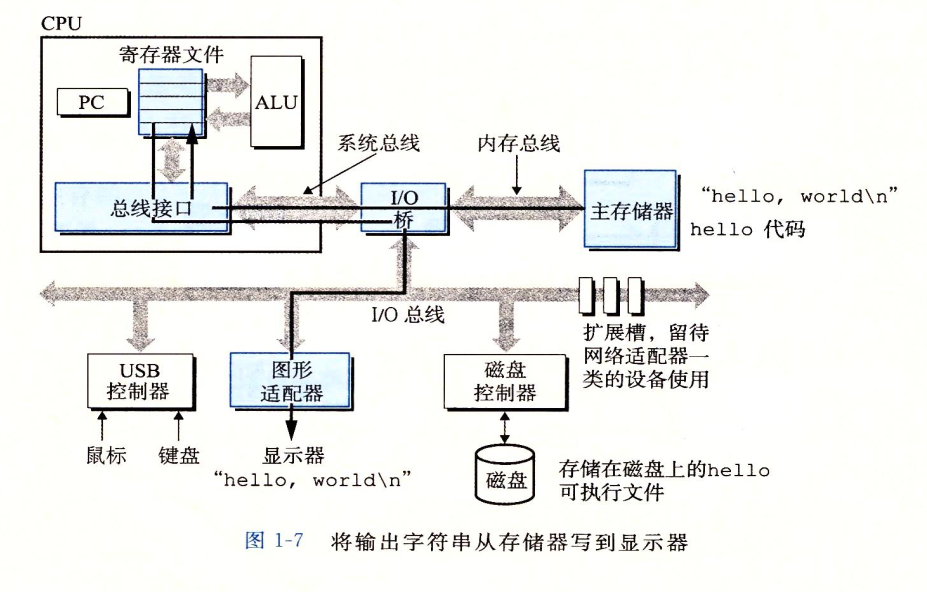 CPU
寄存器文件
PC
ALU
系统总线
内存总线
总线接口
I/O
桥
主存储器
“hello, world\n”
hello 代码
I/O 总线
扩展槽，留待
网络适配器一
类的设备使用
USB
控制器
图形
适配器
磁盘
控制器
鼠标
键盘
显示器
“hello, world\n”
磁盘
存储在磁盘上的hello
可执行文件
图 1-7 将输出字符串从存储器写到显示器